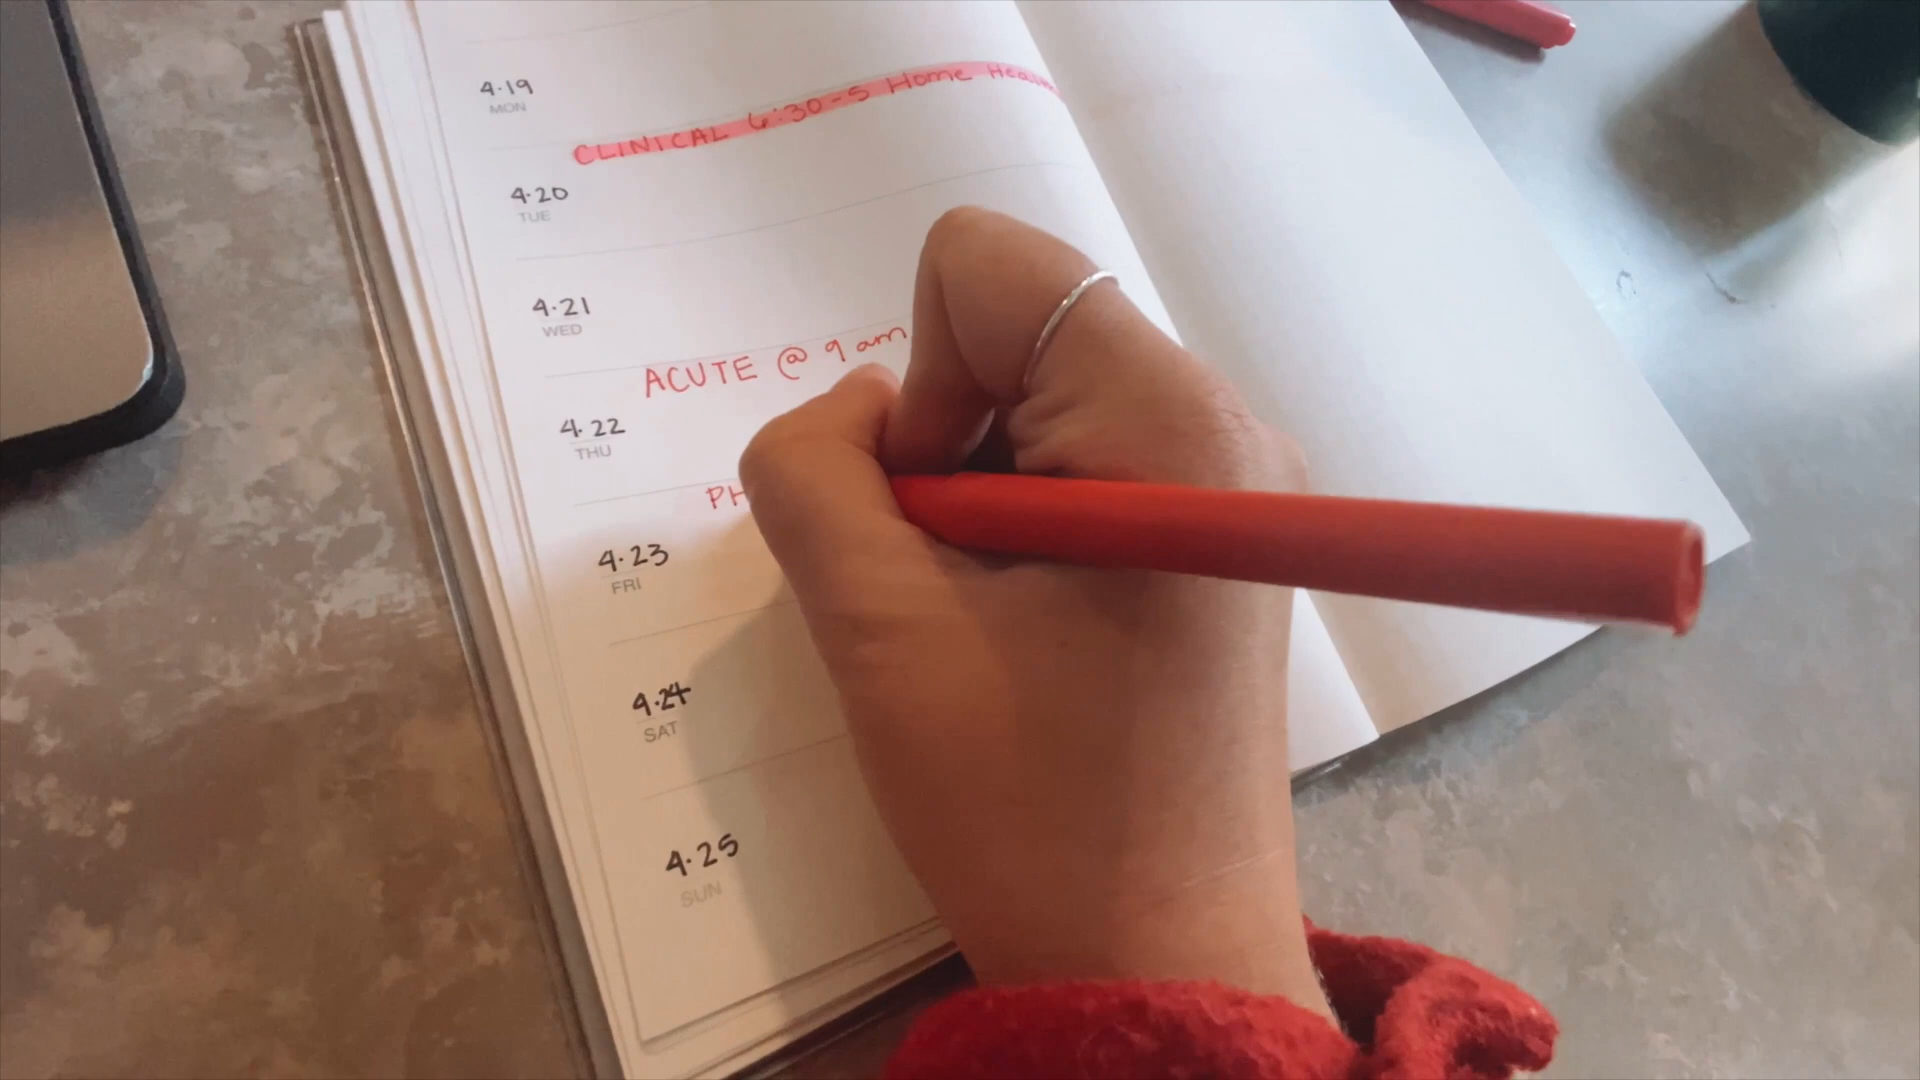 4.19
MON
CLINICAL 6:30-5 Home Health
4.20
TUE
4.21
WED
ACUTE @ 9 am
4.22
THU
PH
4.23
FRI
4.24
SAT
4.25
SUN